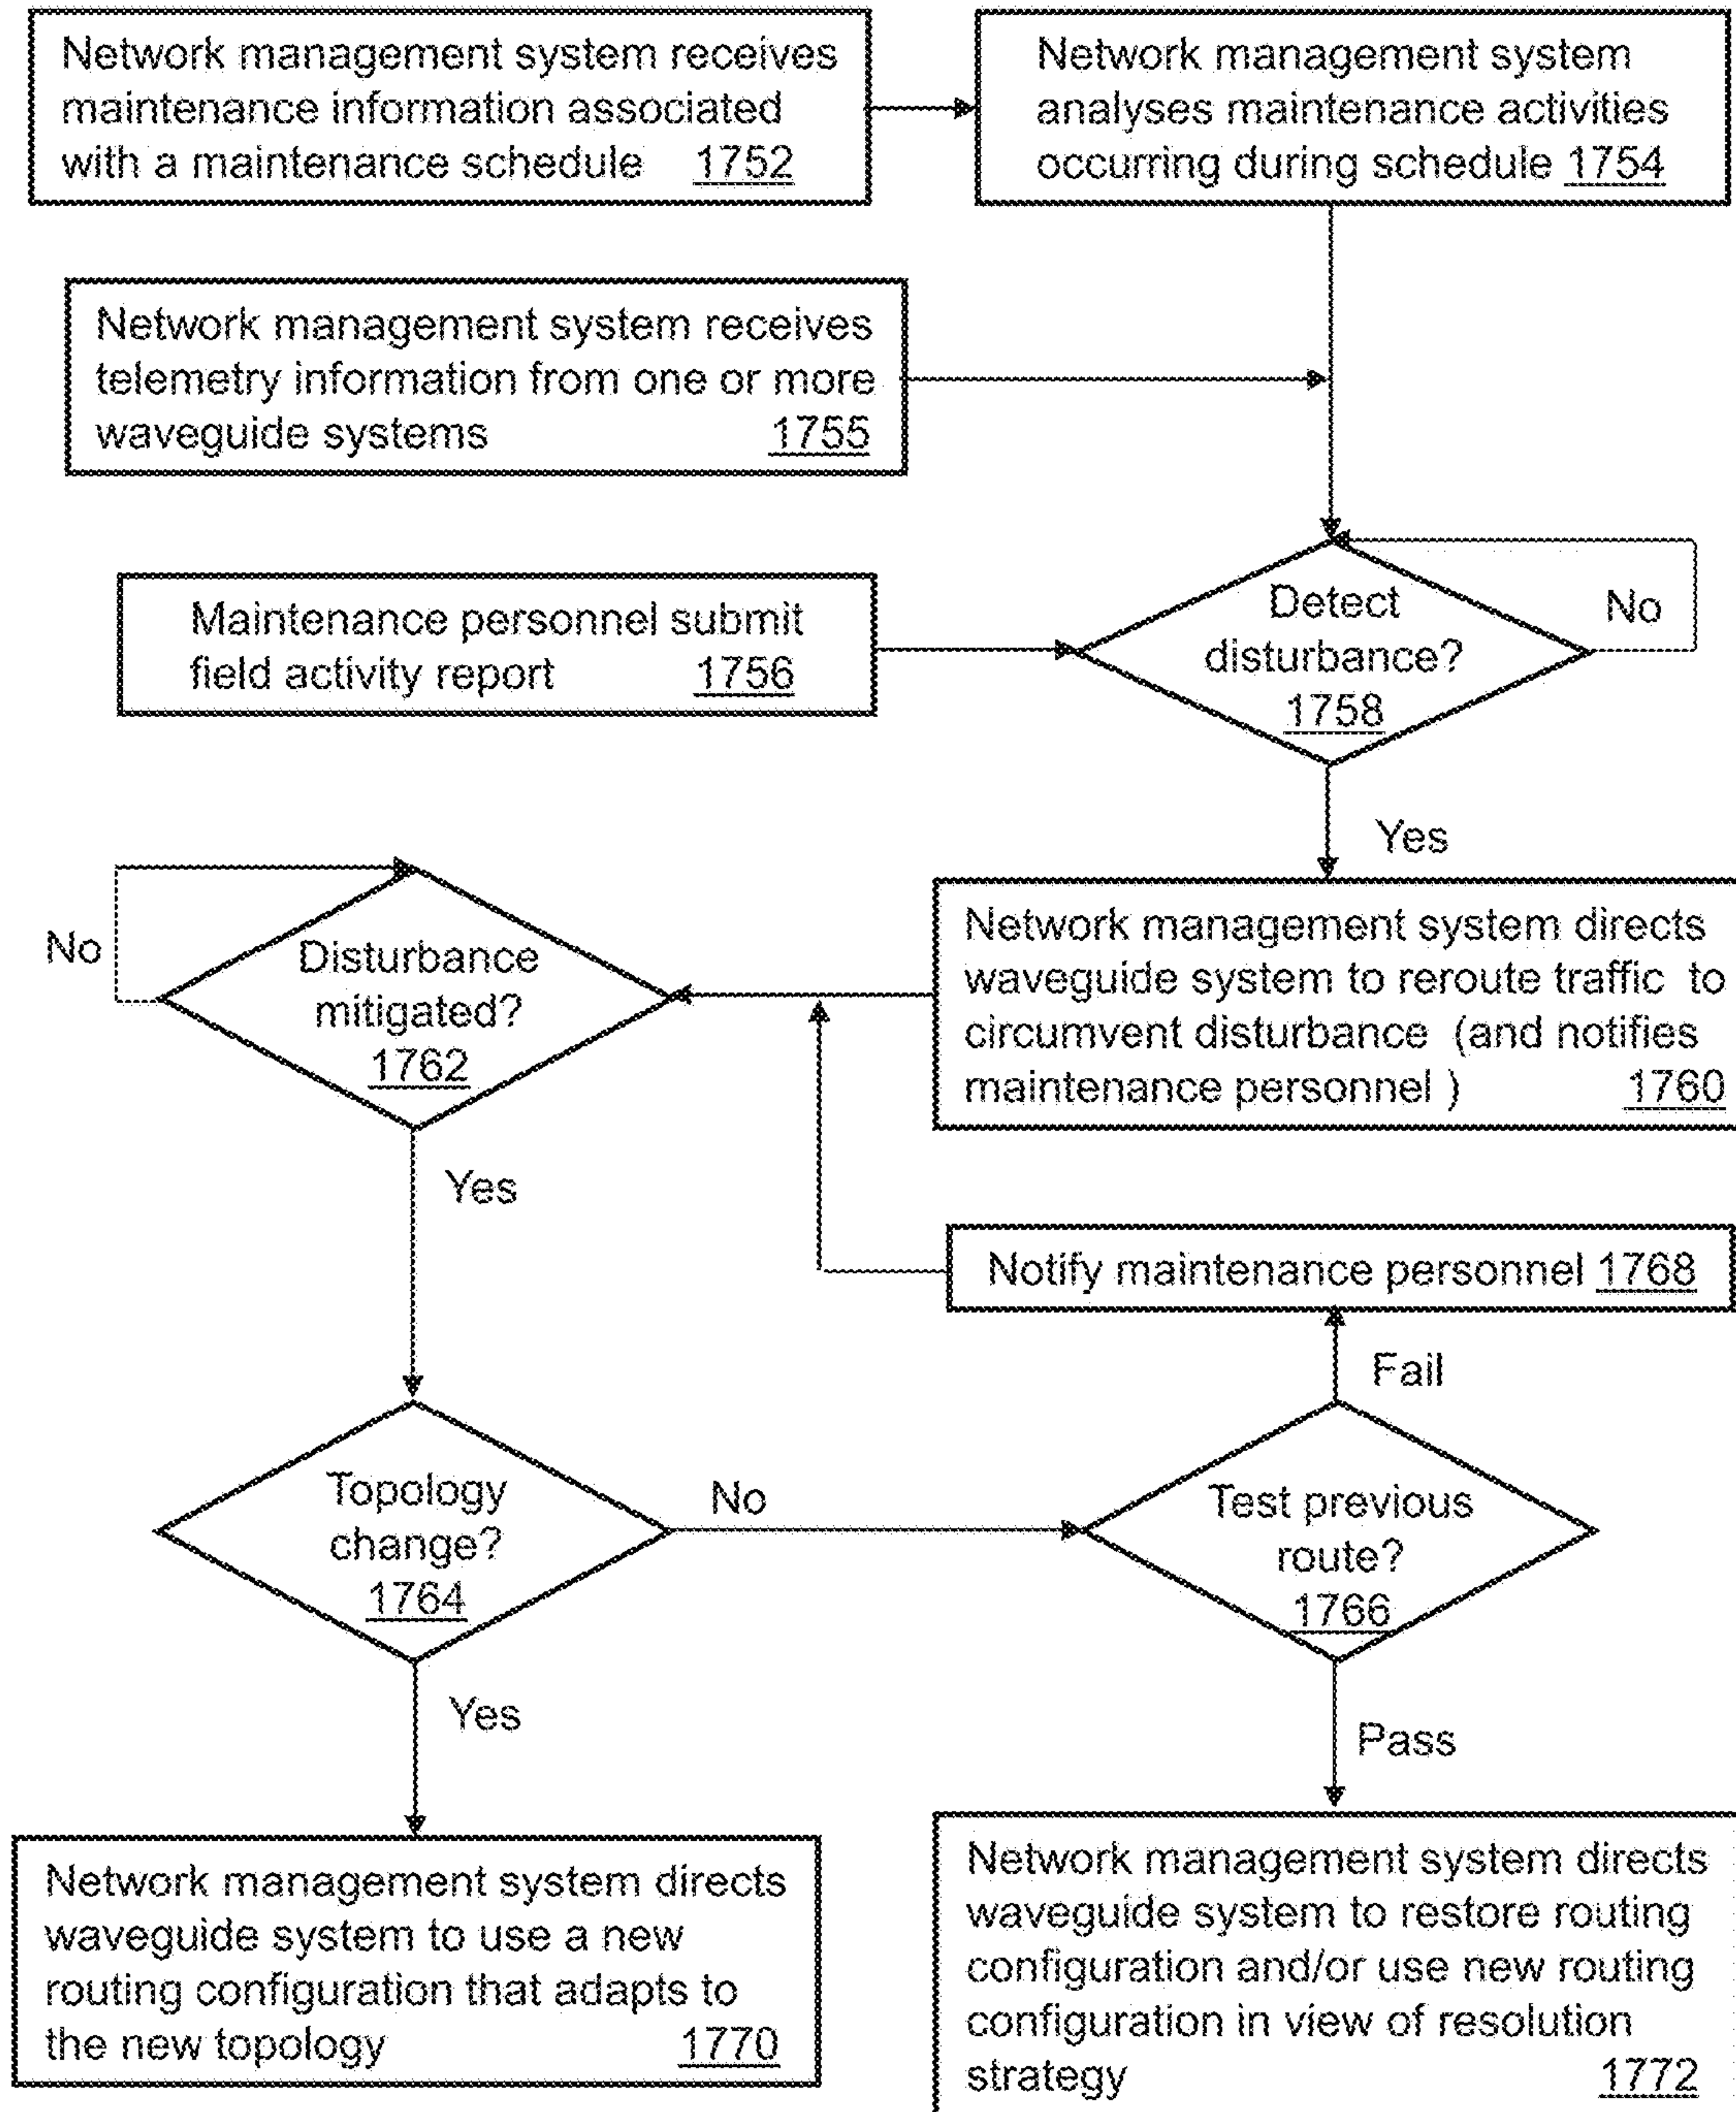 Network management system receives
maintenance information associated
with a maintenance schedule 1752
Network management system
analyses maintenance activities
occurring during schedule 1754
Network management system receives
telemetry information from one or more
waveguide systems 1755
Maintenance personnel submit
field activity report 1756
Detect
disturbance?
1758
No
Yes
Network management system directs
waveguide system to reroute traffic to
circumvent disturbance (and notifies
maintenance personnel ) 1760
No
Disturbance
mitigated?
1762
Yes
Notify maintenance personnel 1768
Fail
Topology
change?
1764
No
Test previous
route?
1766
Yes
Pass
Network management system directs
waveguide system to use a new
routing configuration that adapts to
the new topology 1770
Network management system directs
waveguide system to restore routing
configuration and/or use new routing
configuration in view of resolution
strategy 1772